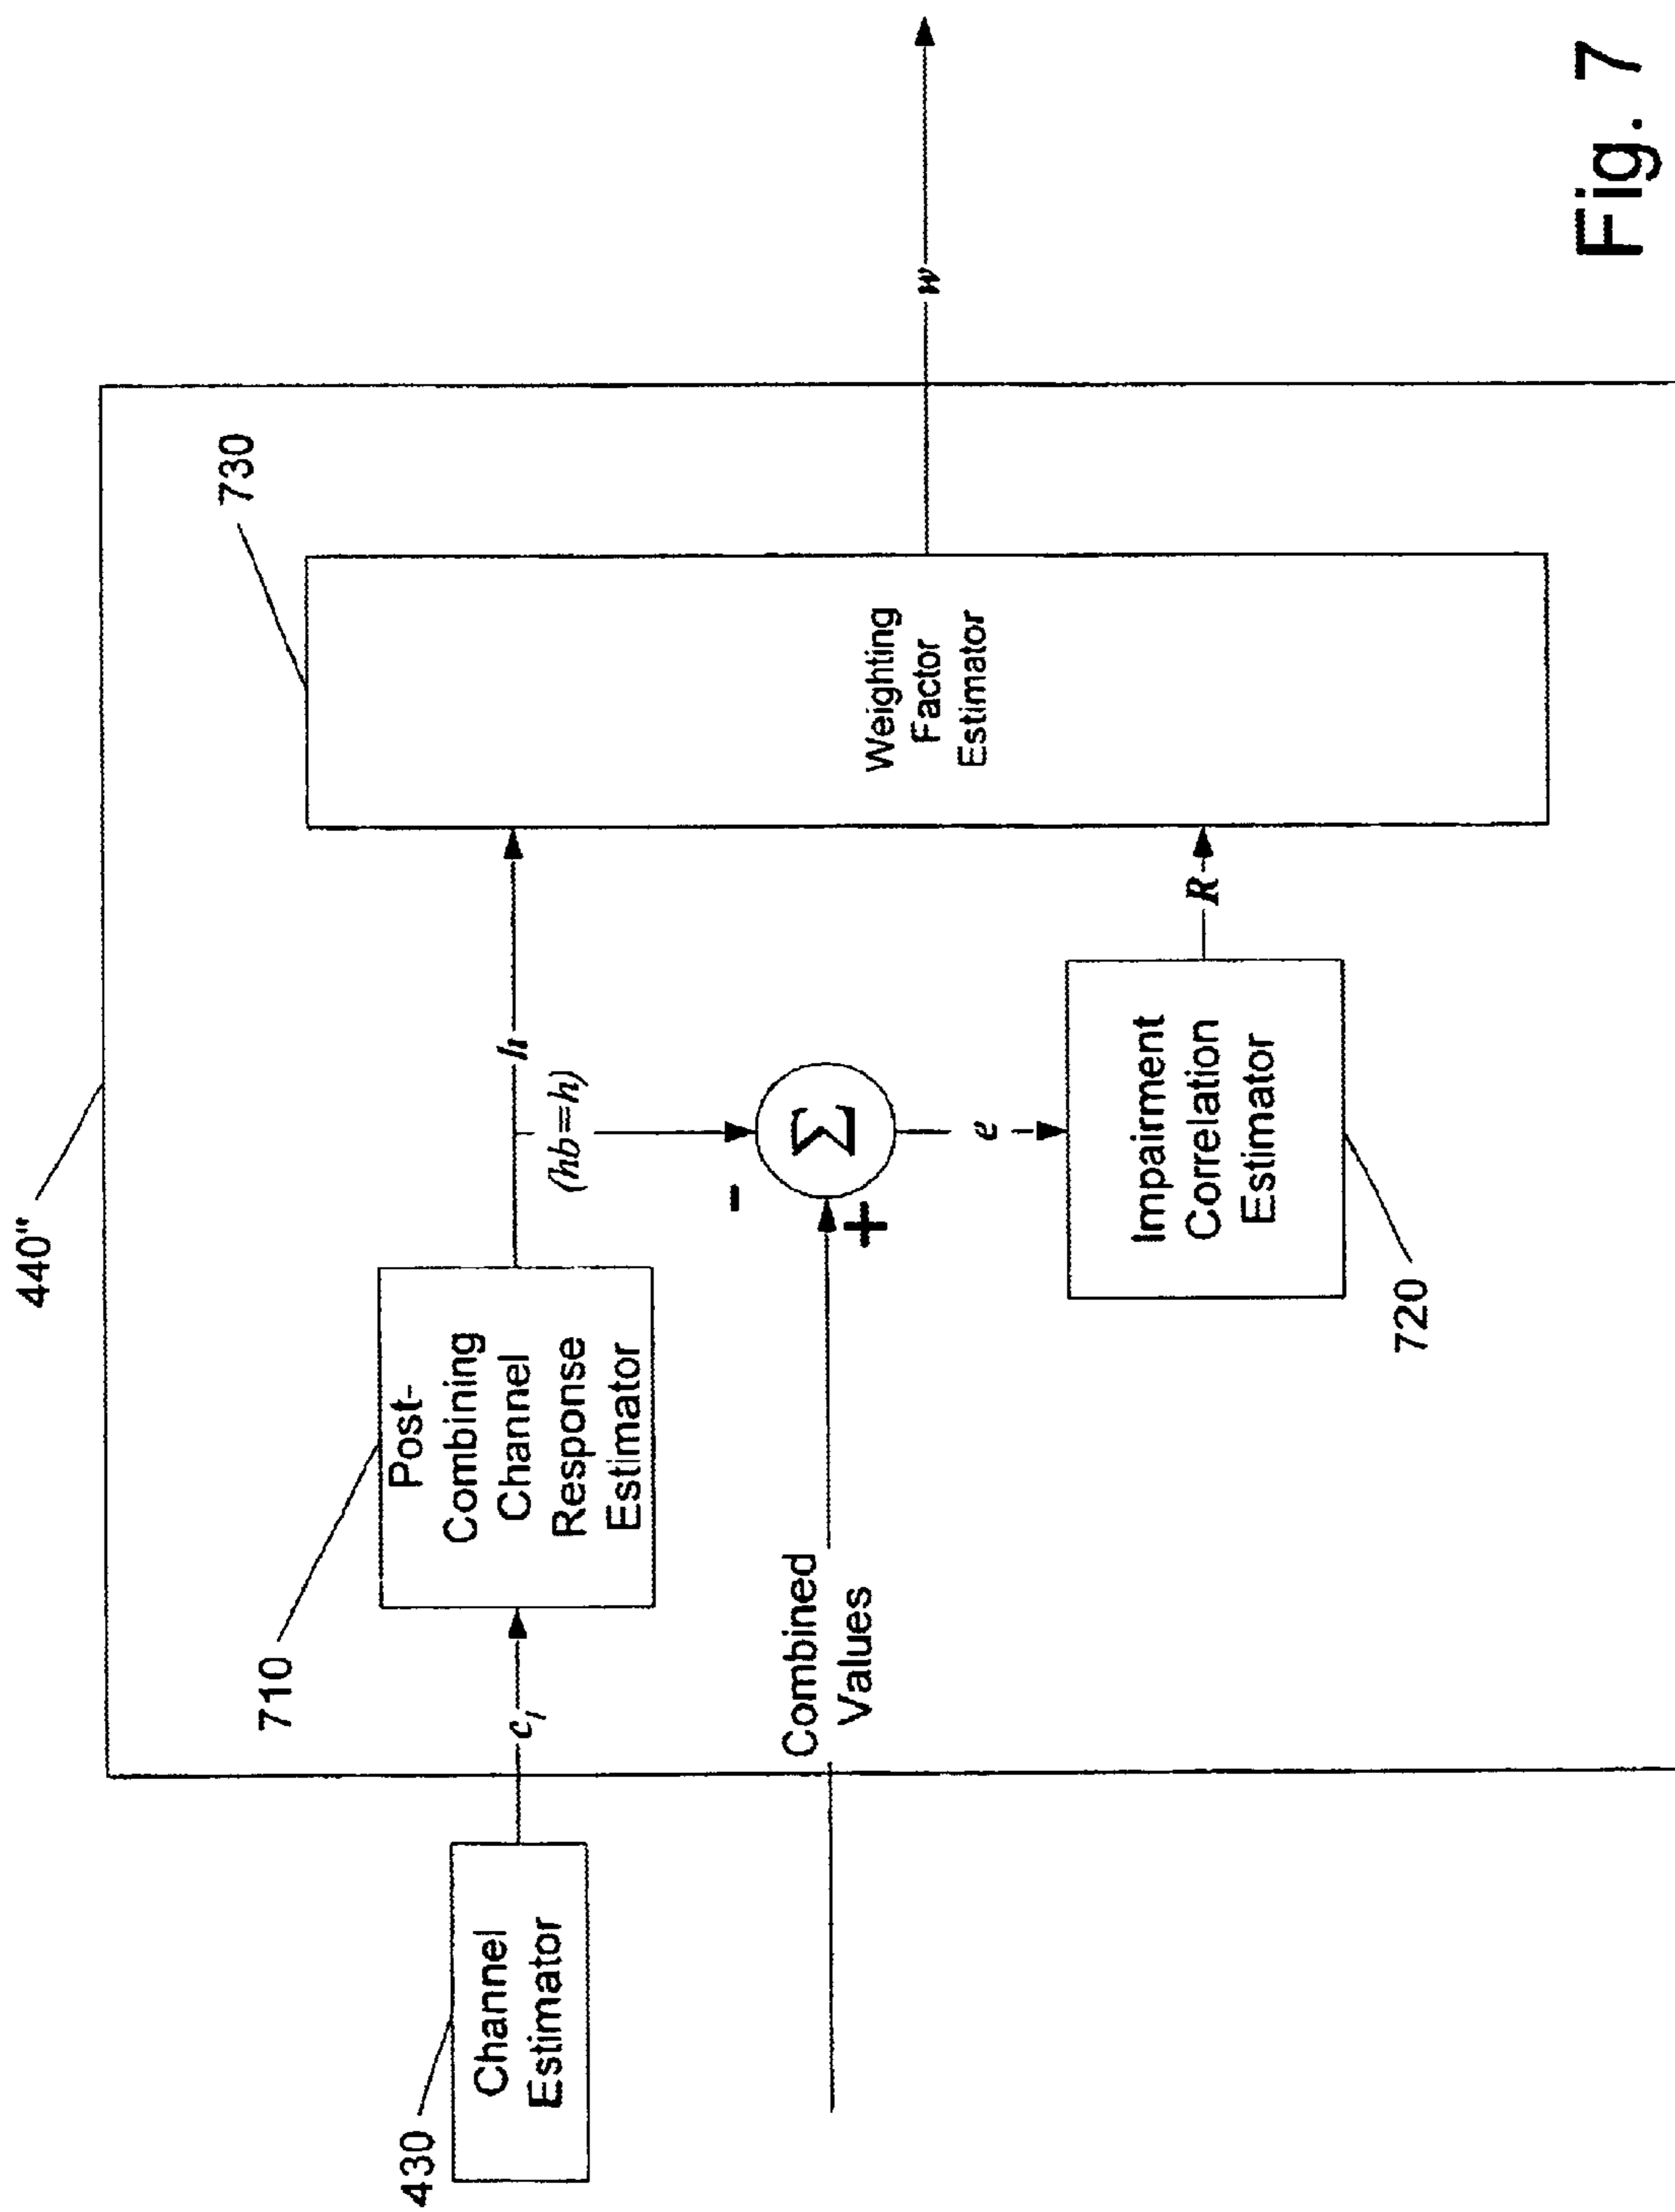 440"
430
Channel
Estimator
c_i
710
Post-
Combining
Channel
Response
Estimator
h
(hb=h)
-
Σ
+
Combined
Values
e
Impairment
Correlation
Estimator
720
R
730
Weighting
Factor
Estimator
w
Fig. 7